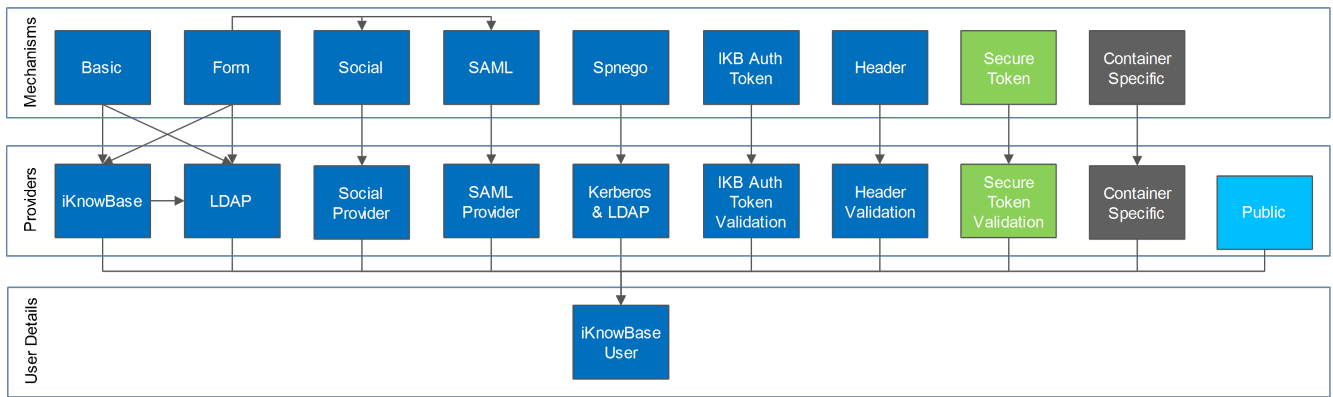 Mechanisms
Basic
Form
Social
SAML
Spnego
IKB Auth
Token
Header
Secure
Token
Container
Specific
Providers
iKnowBase
LDAP
Social
Provider
SAML
Provider
Kerberos
& LDAP
IKB Auth
Token
Validation
Header
Validation
Secure
Token
Validation
Container
Specific
Public
User Details
iKnowBase
User